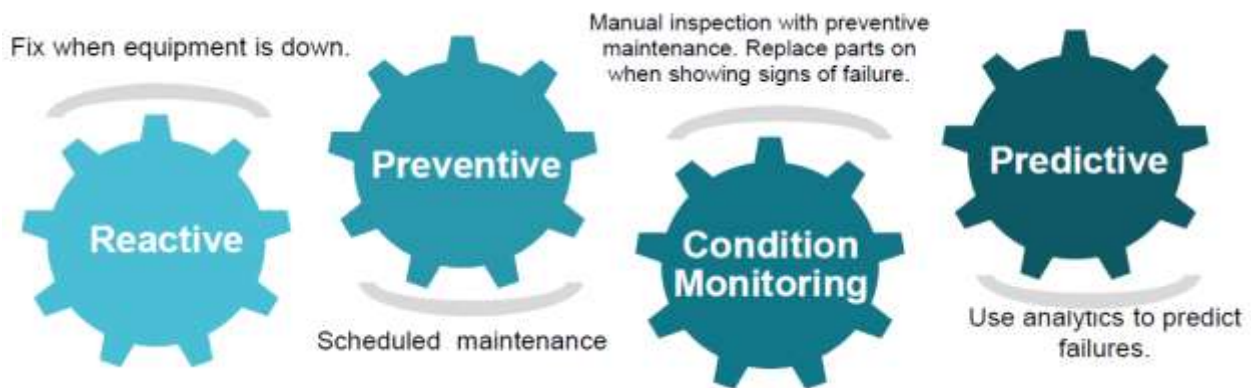 Fix when equipment is down.
Reactive
Preventive
Scheduled maintenance
Manual inspection with preventive
maintenance. Replace parts on
when showing signs of failure.
Condition
Monitoring
Predictive
Use analytics to predict
failures.